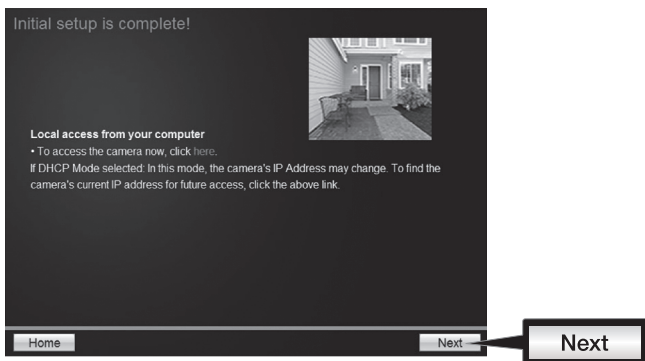 Initial setup is complete!
Local access from your computer
• To access the camera now, click here.
If DHCP Mode selected: In this mode, the camera's IP Address may change. To find the
camera's current IP address for future access, click the above link.
Home
Next
Next